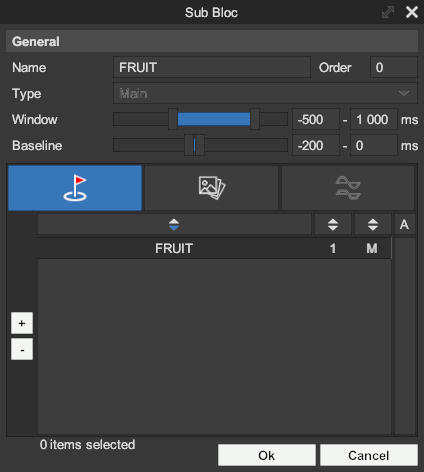 Sub Bloc
General
Name FRUIT Order 0
Type Main
Window -500 - 1 000 ms
Baseline -200 - 0 ms
A
FRUIT 1 M
+
-
0 items selected
Ok Cancel